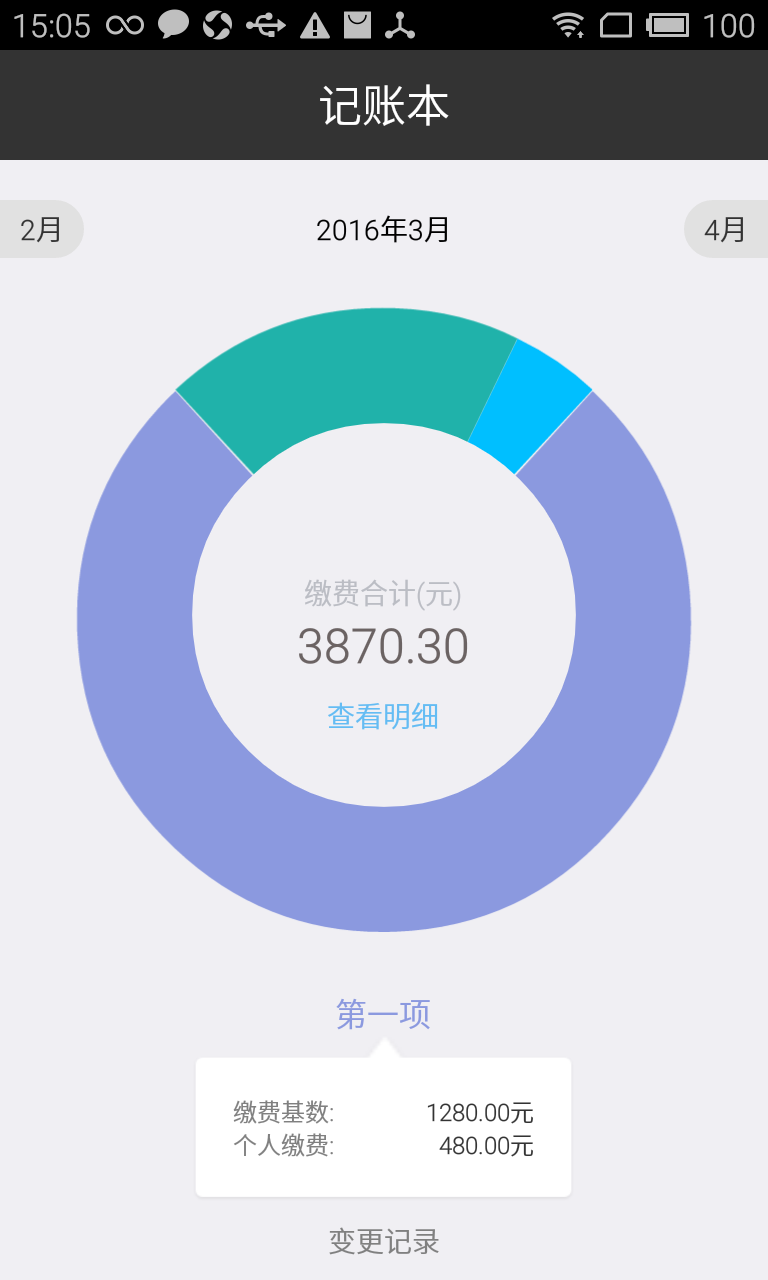 15:05 100
记账本
2月 2016年3月 4月
缴费合计(元)
3870.30
查看明细
第一项
缴费基数: 1280.00元
个人缴费: 480.00元
变更记录